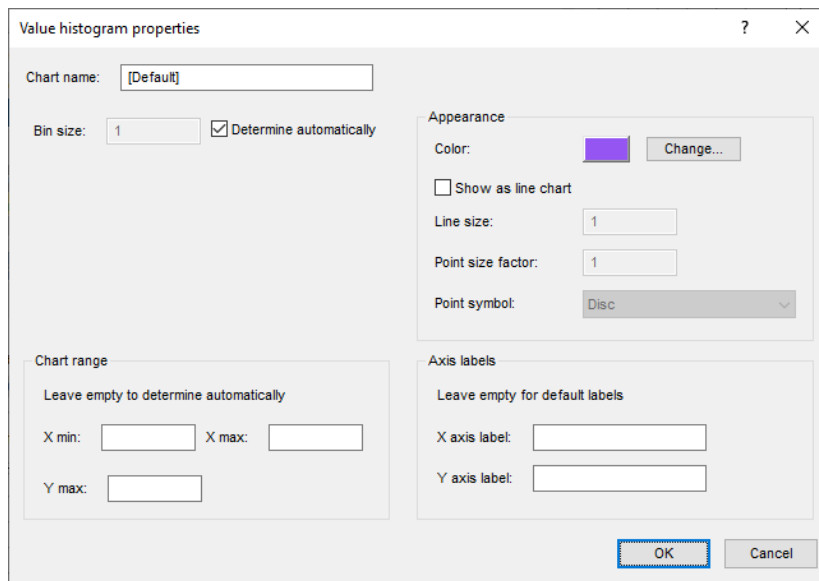 Value histogram properties
?
Chart name: [Default]
Bin size: 1 Determine automatically
Appearance
Color: Change...
Show as line chart
Line size: 1
Point size factor: 1
Point symbol: Disc
Chart range
Leave empty to determine automatically
X min: X max:
Y max:
Axis labels
Leave empty for default labels
X axis label:
Y axis label:
OK Cancel